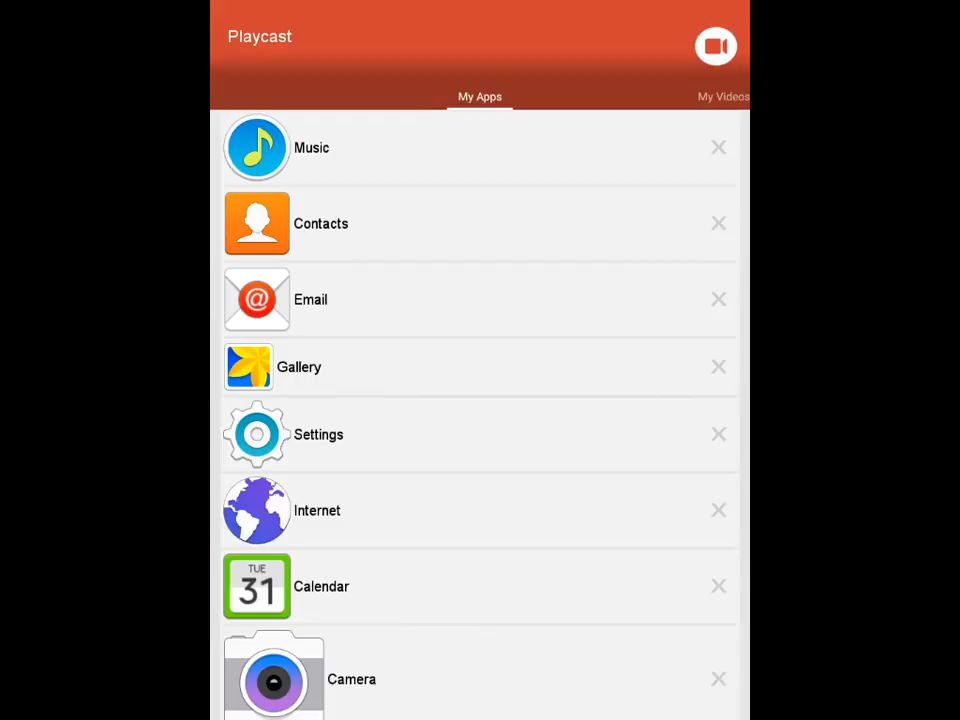 Playcast
My Apps
My Videos
Music
Contacts
@
Email
Gallery
Settings
Internet
TUE
31
Calendar
Camera